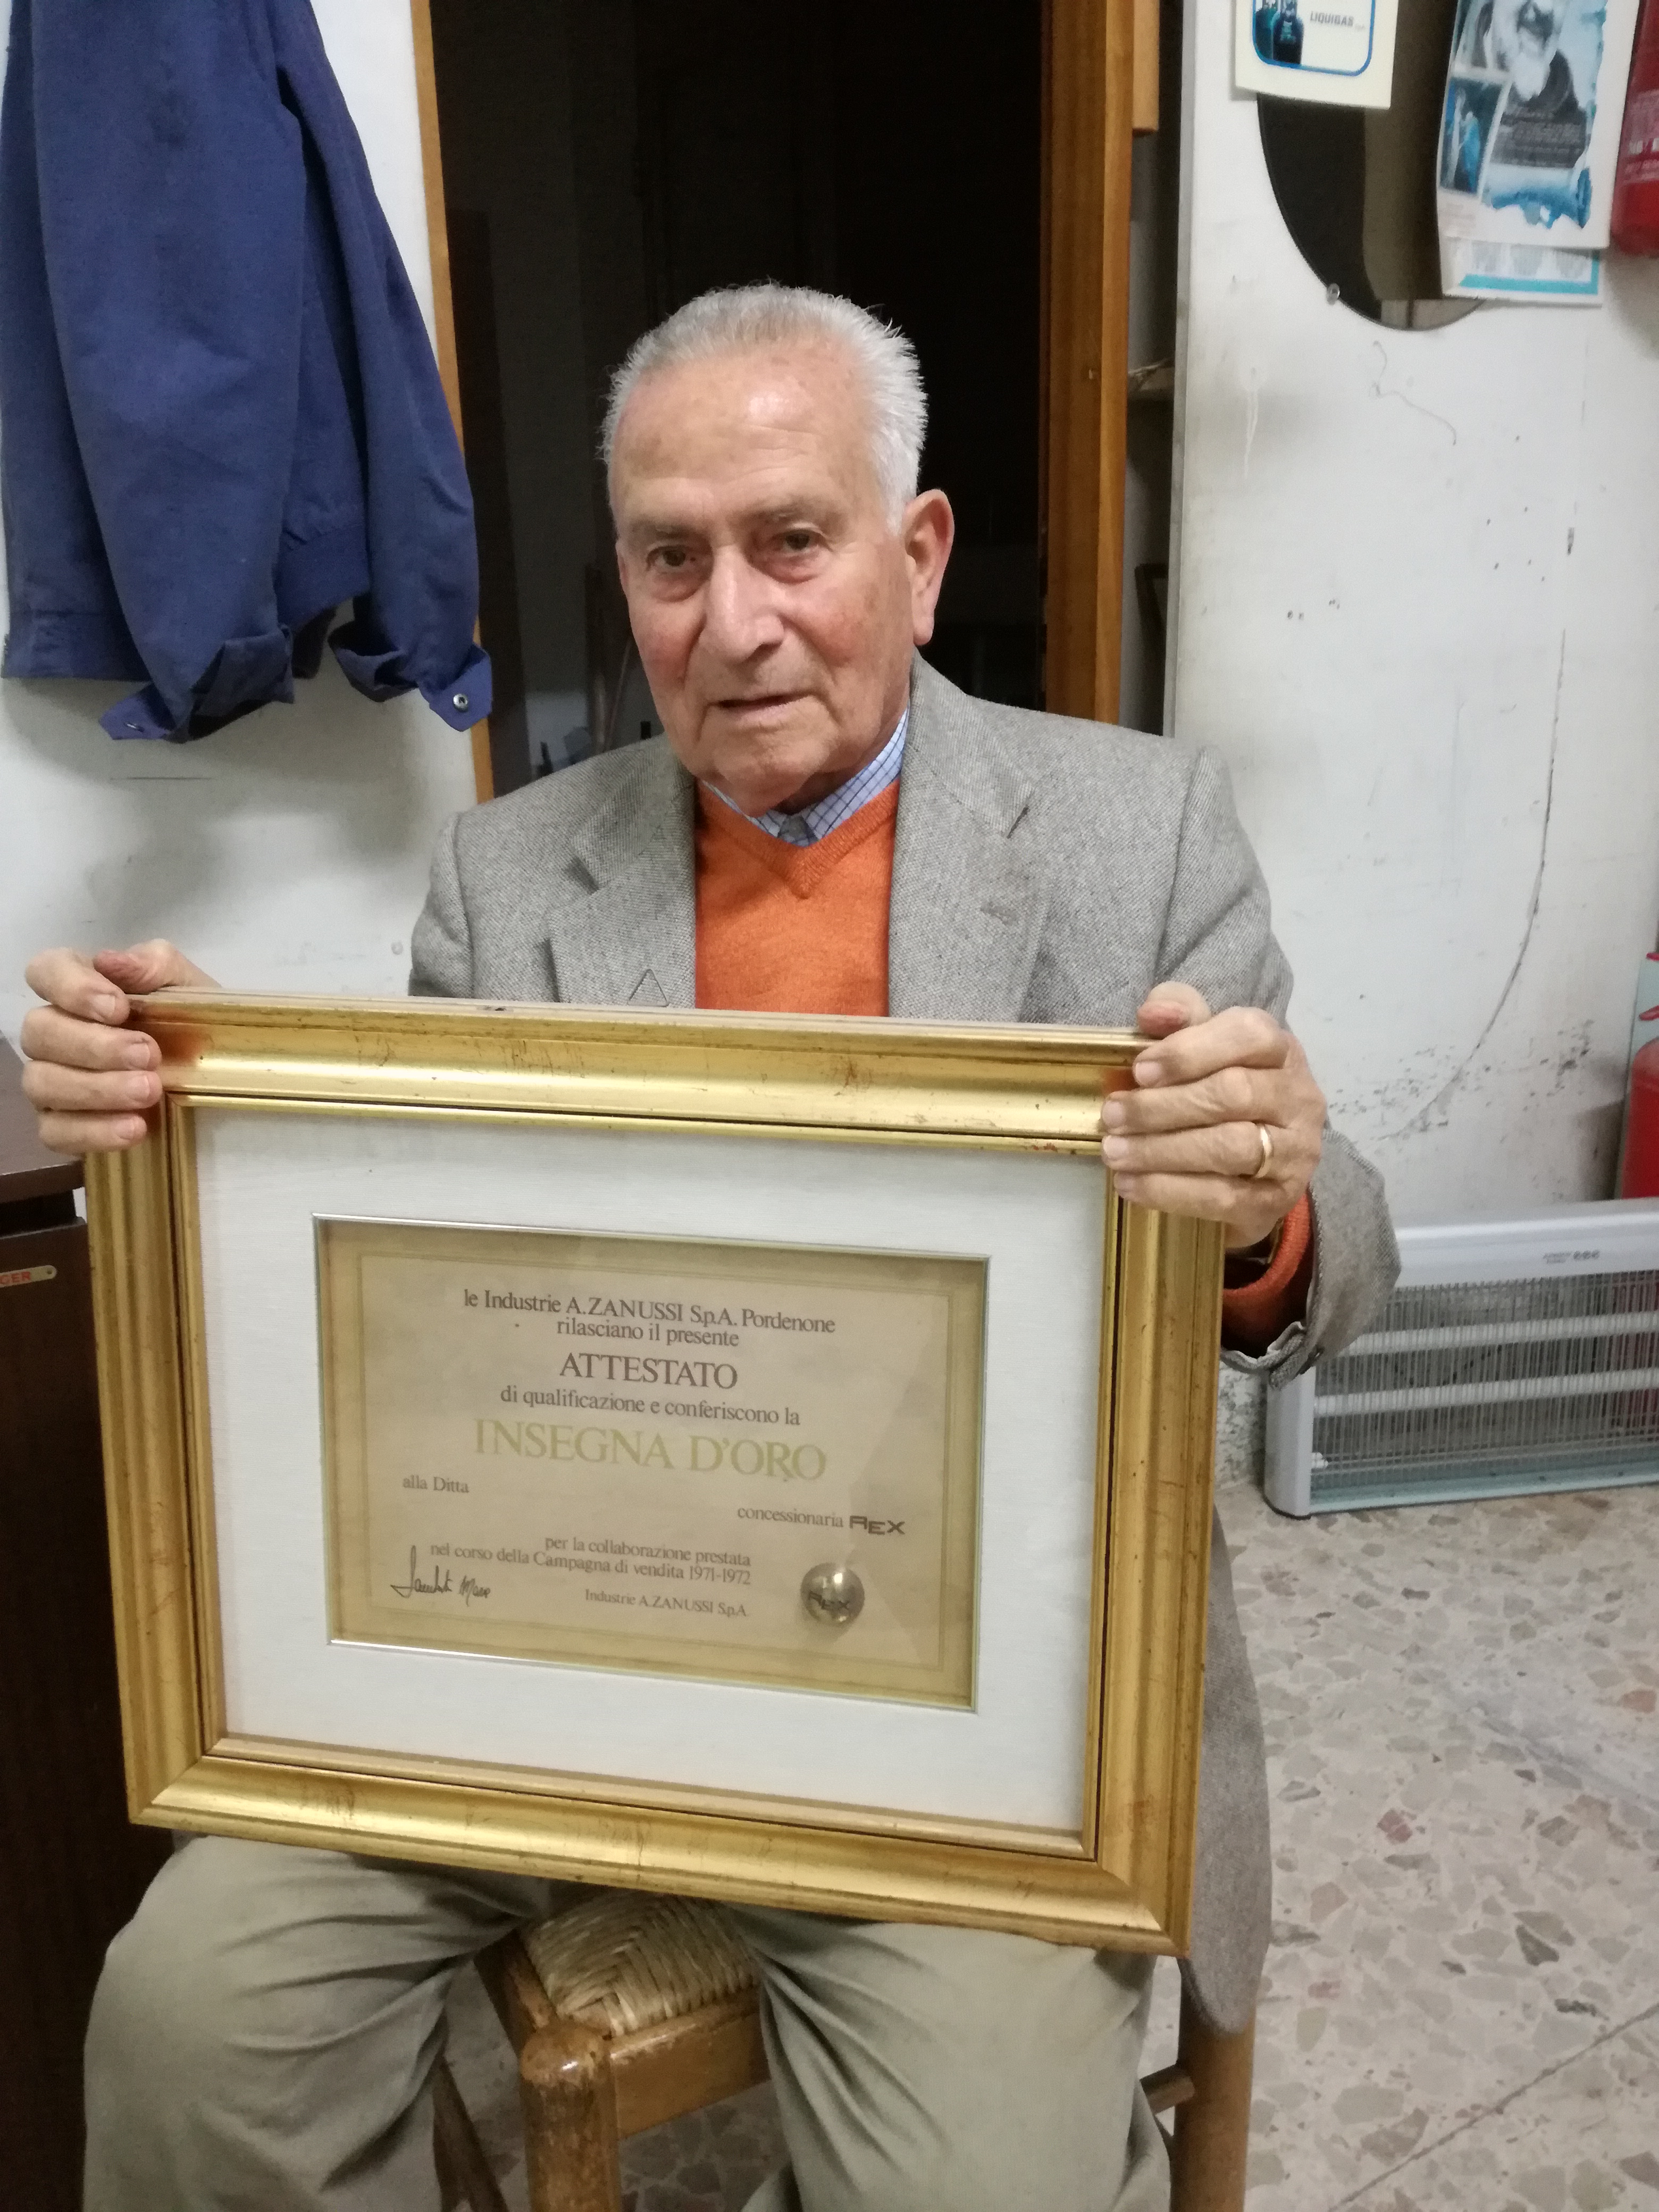 LIQUIGAS
le Industrie A.ZANUSSI S.p.A. Pordenone
rilasciano il presente
ATTESTATO
di qualificazione e conferiscono la
INSEGNA D'ORO
alla Ditta
concessionaria REX
per la collaborazione prestata
nel corso della Campagna di vendita 1971-1972
Industrie A.ZANUSSI S.p.A.
REX